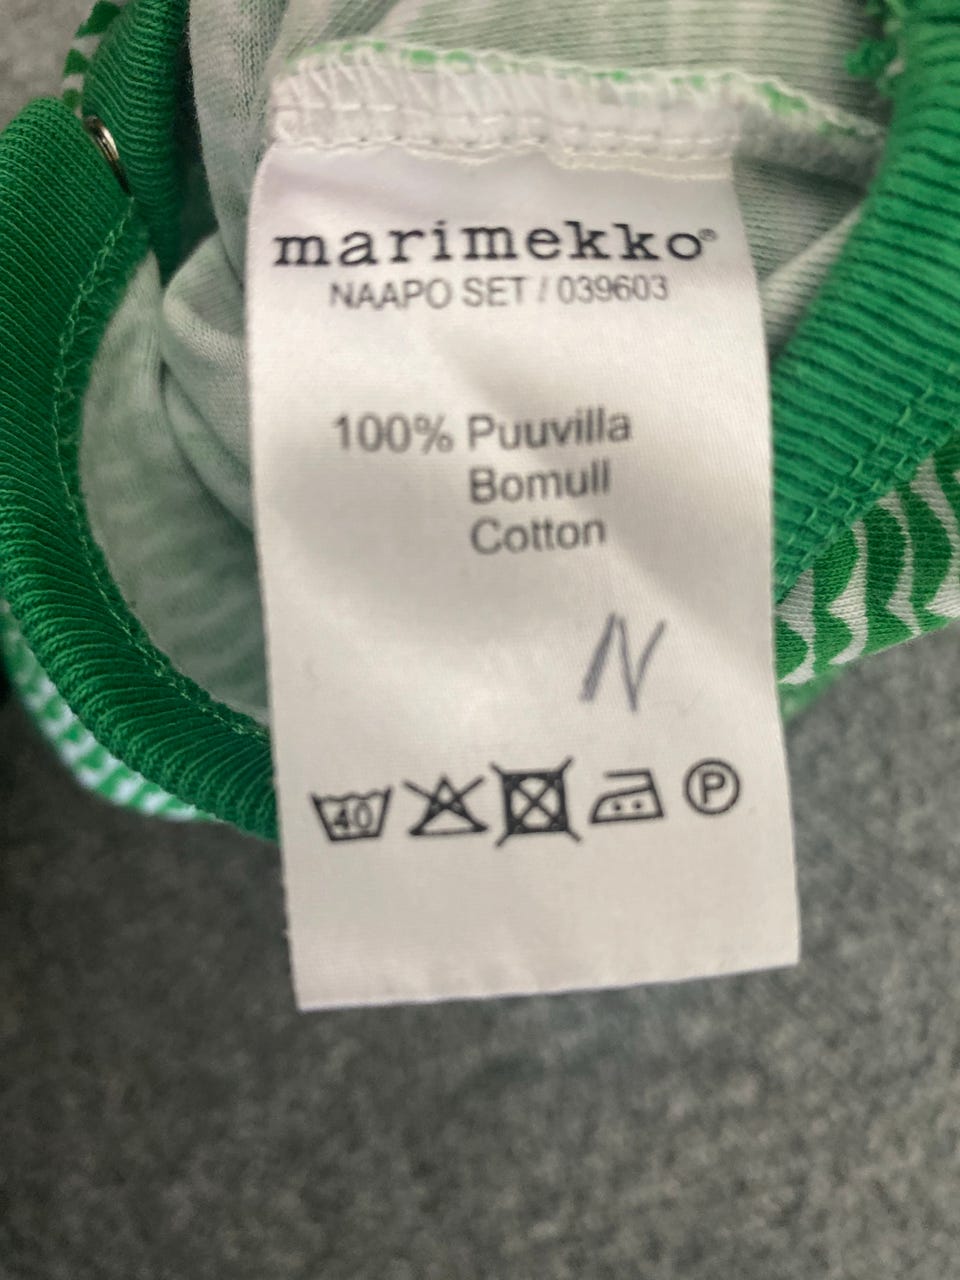 marimekko®
NAAPO SET / 039603
100% Puuvilla
Bomull
Cotton
N
40
P